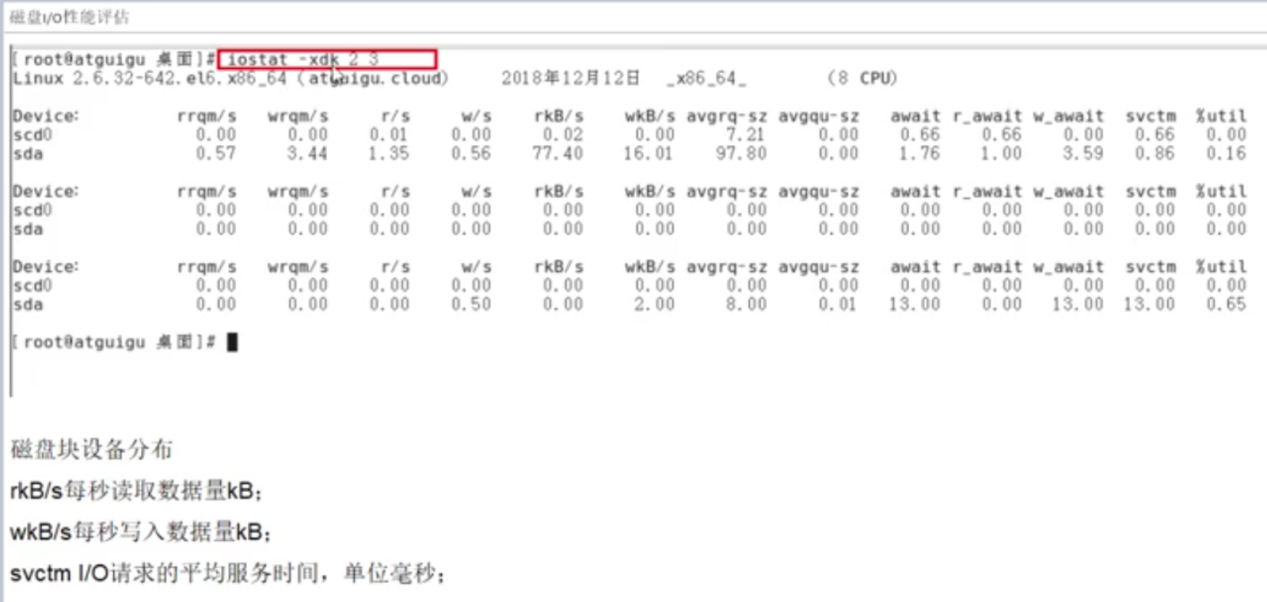 磁盘I/o性能评估
[root@atguigu 桌面]# iostat -xdk 2 3
Linux 2.6.32-642.el6.x86_64 (atguigu.cloud) 2018年12月12日 _x86_64_ (8 CPU)
Device: rrqm/s wrqm/s r/s w/s rkB/s wkB/s avgrq-sz avgqu-sz await r_await w_await svctm %util
scd0 0.00 0.00 0.01 0.00 0.02 0.00 7.21 0.00 0.66 0.66 0.00 0.66 0.00
sda 0.57 3.44 1.35 0.56 77.40 16.01 97.80 0.00 1.76 1.00 3.59 0.86 0.16
Device: rrqm/s wrqm/s r/s w/s rkB/s wkB/s avgrq-sz avgqu-sz await r_await w_await svctm %util
scd0 0.00 0.00 0.00 0.00 0.00 0.00 0.00 0.00 0.00 0.00 0.00 0.00 0.00
sda 0.00 0.00 0.00 0.00 0.00 0.00 0.00 0.00 0.00 0.00 0.00 0.00 0.00
Device: rrqm/s wrqm/s r/s w/s rkB/s wkB/s avgrq-sz avgqu-sz await r_await w_await svctm %util
scd0 0.00 0.00 0.00 0.00 0.00 0.00 0.00 0.00 0.00 0.00 0.00 0.00 0.00
sda 0.00 0.00 0.00 0.50 0.00 2.00 8.00 0.01 13.00 0.00 13.00 13.00 0.65
[root@atguigu 桌面]#
磁盘块设备分布
rkB/s每秒读取数据量kB；
wkB/s每秒写入数据量kB；
svctm I/O请求的平均服务时间，单位毫秒；